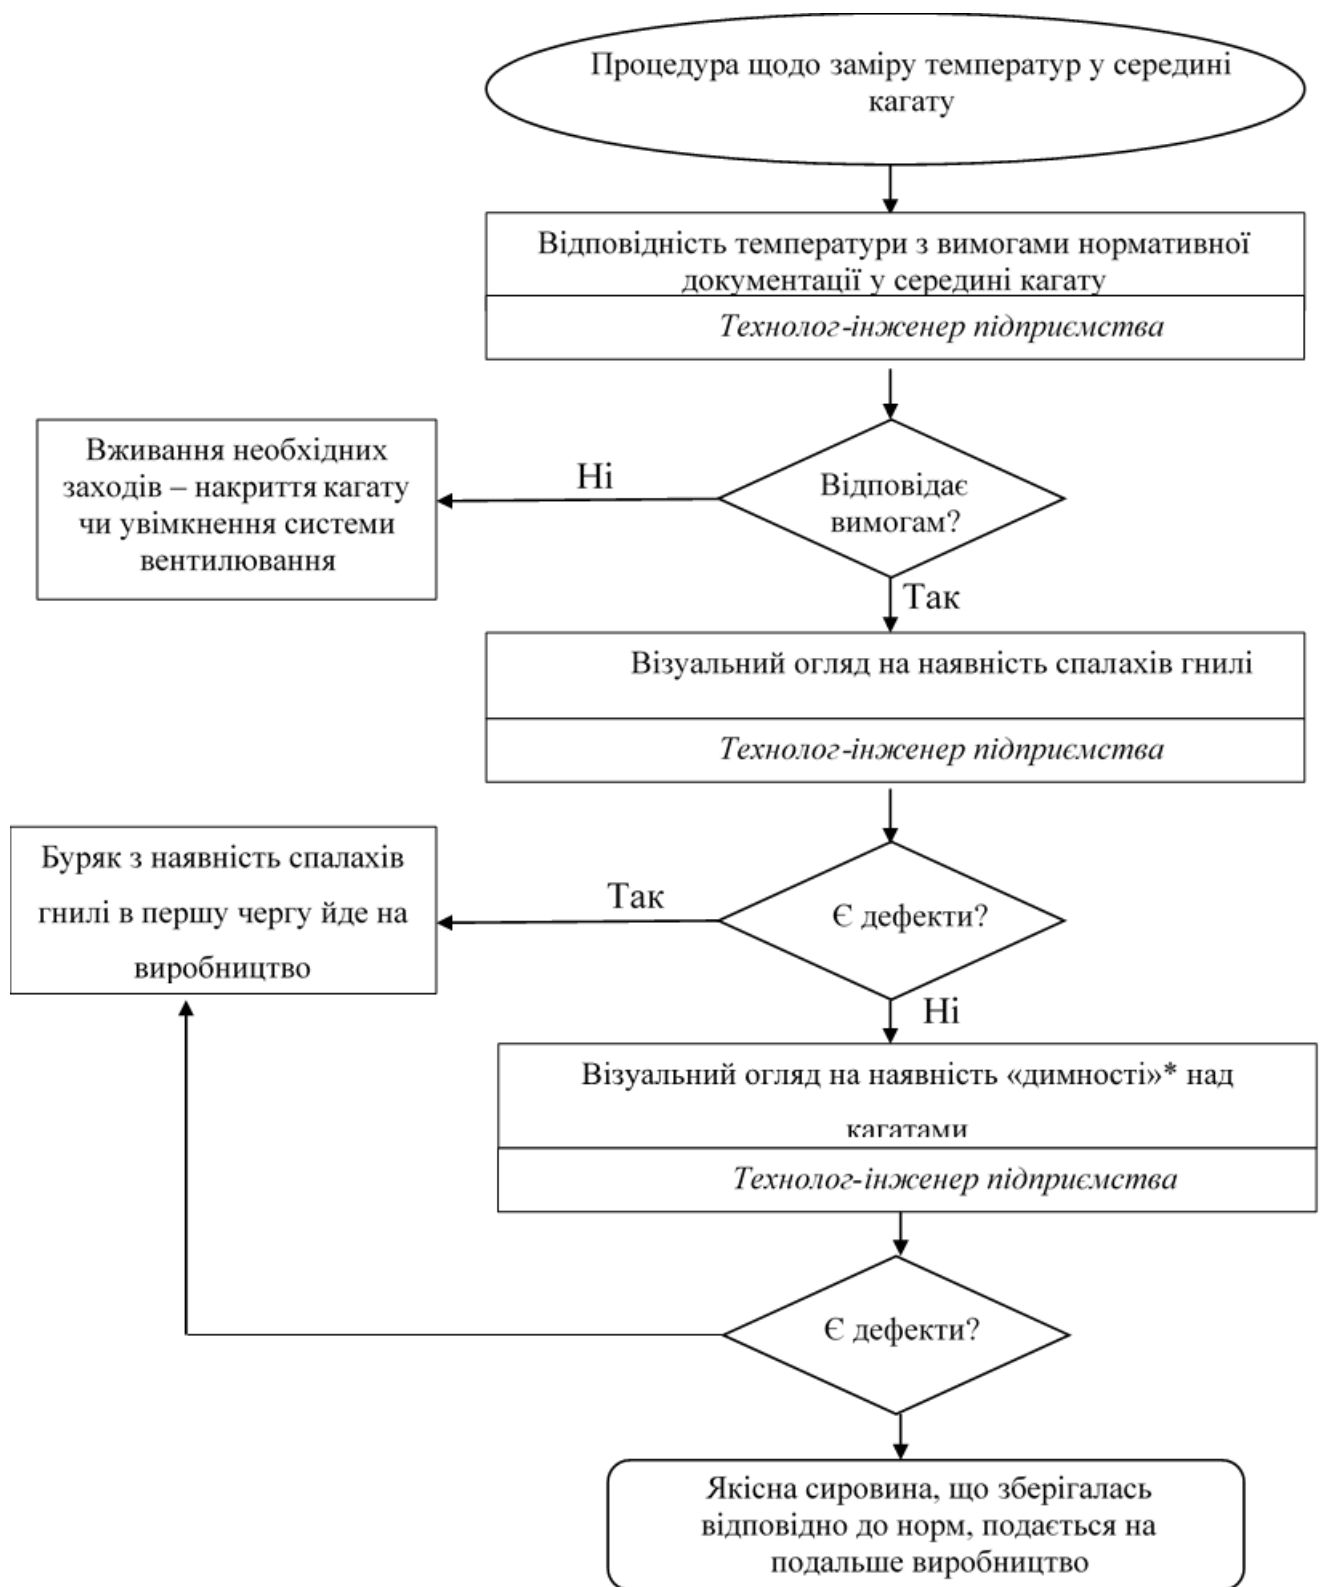 Процедура щодо заміру температур у середині
кагату
Відповідність температури з вимогами нормативної
документації у середині кагату
Технолог-інженер підприємства
Вживання необхідних
заходів – накриття кагату
чи увімкнення системи
вентилювання
Ні
Відповідає
вимогам?
Так
Візуальний огляд на наявність спалахів гнилі
Технолог-інженер підприємства
Буряк з наявність спалахів
гнилі в першу чергу йде на
виробництво
Так
Є дефекти?
Ні
Візуальний огляд на наявність «димності»* над
кагатами
Технолог-інженер підприємства
Є дефекти?
Якісна сировина, що зберігалась
відповідно до норм, подається на
подальше виробництво